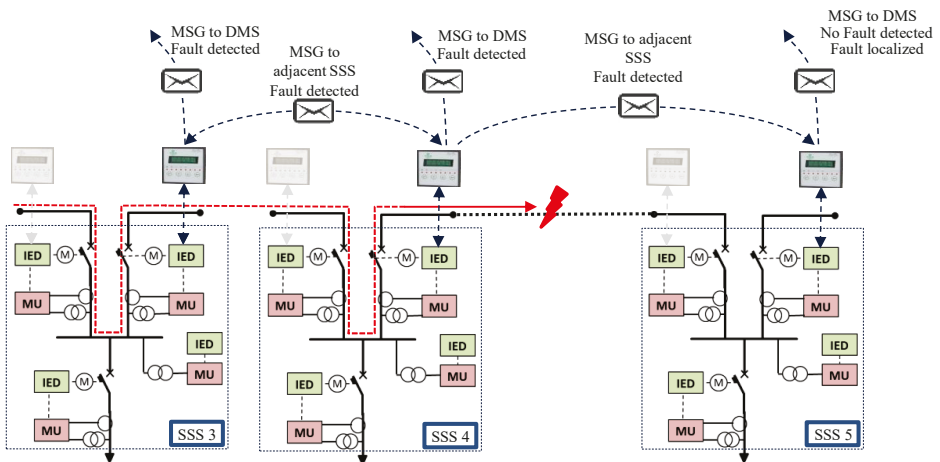 MSG to DMS
Fault detected
MSG to
adjacent SSS
Fault detected
MSG to DMS
Fault detected
MSG to adjacent
SSS
Fault detected
MSG to DMS
No Fault detected
Fault localized
IED
M
M
IED
MU
MU
IED
IED
M
MU
MU
SSS 3
IED
M
M
IED
MU
MU
IED
IED
M
MU
MU
SSS 4
IED
M
M
IED
MU
MU
IED
IED
M
MU
MU
SSS 5